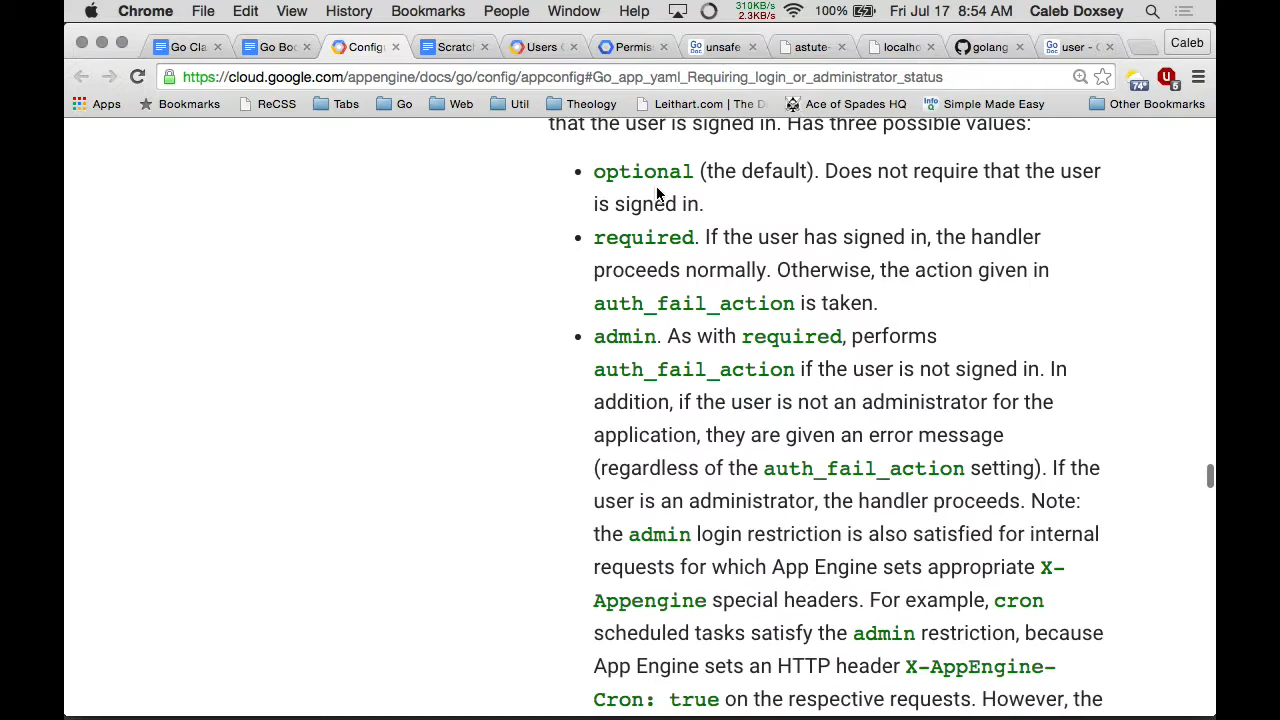 Chrome File Edit View History Bookmarks People Window Help 310KB/s 2.3KB/s 100% Fri Jul 17 8:54 AM Caleb Doxsey
Go Cla Go Boo Config Scratch Users Permis unsafe astute- localho golang user - Caleb
https://cloud.google.com/appengine/docs/go/config/appconfig#Go_app_yaml_Requiring_login_or_administrator_status 74° 5
Apps Bookmarks ReCSS Tabs Go Web Util Theology Leithart.com | The D Ace of Spades HQ Simple Made Easy Other Bookmarks
that the user is signed in. Has three possible values:
• optional (the default). Does not require that the user
is signed in.
• required. If the user has signed in, the handler
proceeds normally. Otherwise, the action given in
auth_fail_action is taken.
• admin. As with required, performs
auth_fail_action if the user is not signed in. In
addition, if the user is not an administrator for the
application, they are given an error message
(regardless of the auth_fail_action setting). If the
user is an administrator, the handler proceeds. Note:
the admin login restriction is also satisfied for internal
requests for which App Engine sets appropriate X-
Appengine special headers. For example, cron
scheduled tasks satisfy the admin restriction, because
App Engine sets an HTTP header X-AppEngine-
Cron: true on the respective requests. However, the